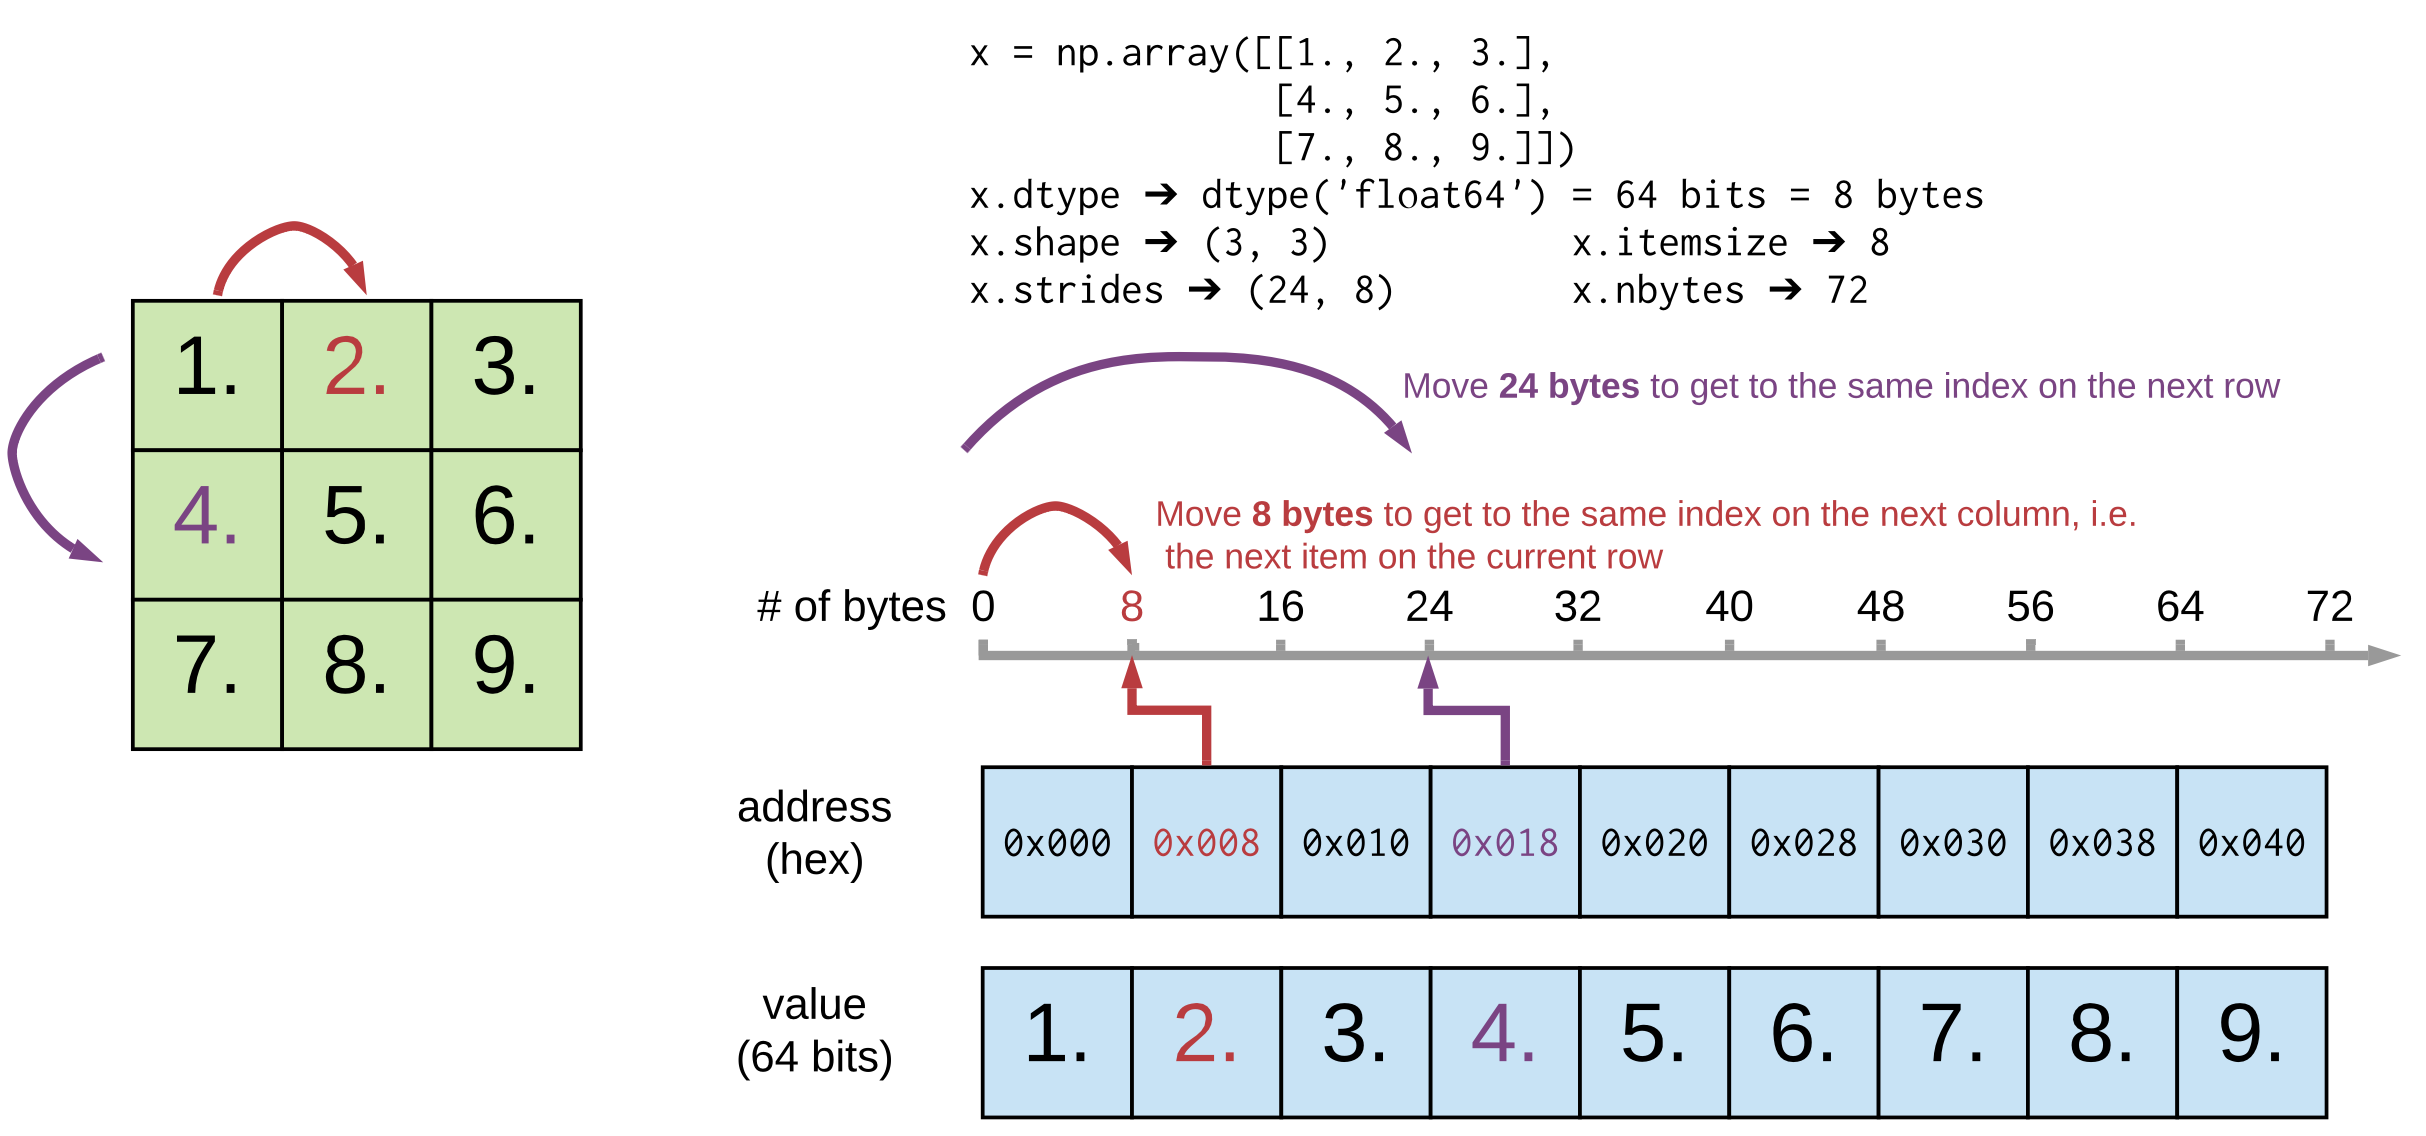 x = np.array([[1., 2., 3.],
[4., 5., 6.],
[7., 8., 9.]])
x.dtype ➔ dtype('float64') = 64 bits = 8 bytes
x.shape ➔ (3, 3) x.itemsize ➔ 8
x.strides ➔ (24, 8) x.nbytes ➔ 72
1. 2. 3.
4. 5. 6.
7. 8. 9.
Move 24 bytes to get to the same index on the next row
Move 8 bytes to get to the same index on the next column, i.e.
the next item on the current row
# of bytes 0 8 16 24 32 40 48 56 64 72
address
(hex)
0x000 0x008 0x010 0x018 0x020 0x028 0x030 0x038 0x040
value
(64 bits)
1. 2. 3. 4. 5. 6. 7. 8. 9.